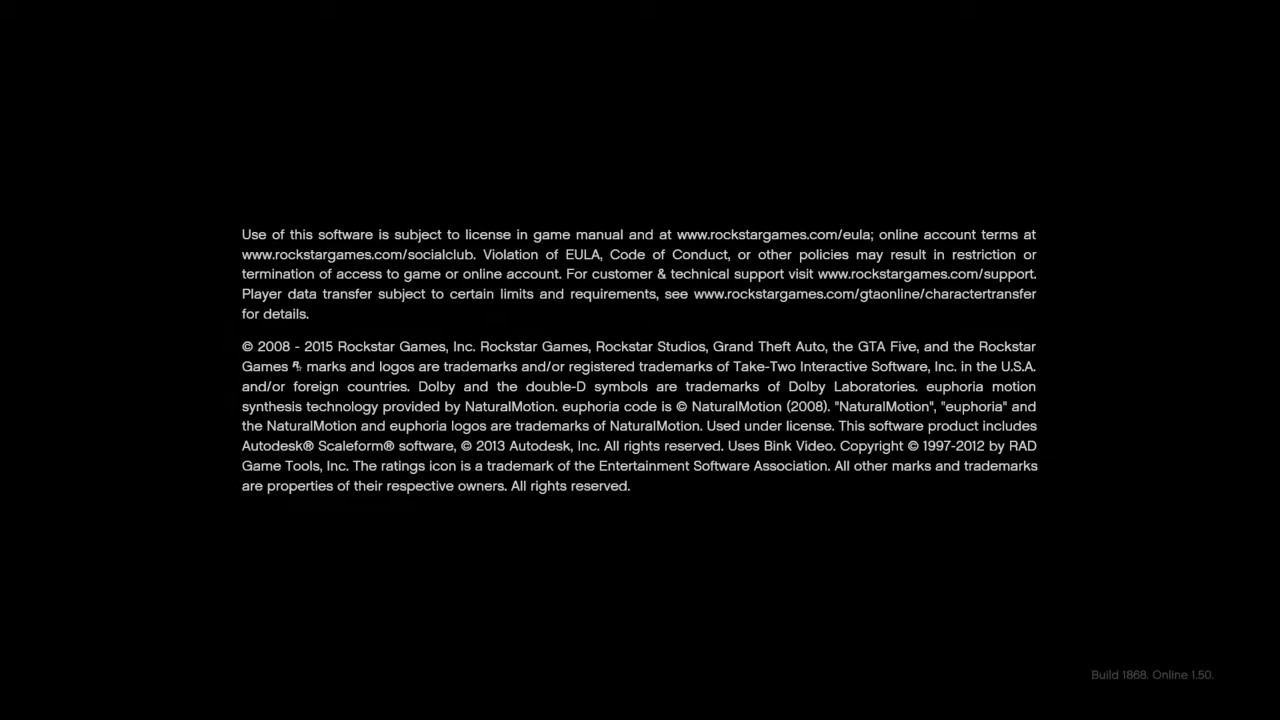 Use of this software is subject to license in game manual and at www.rockstargames.com/eula; online account terms at
www.rockstargames.com/socialclub. Violation of EULA, Code of Conduct, or other policies may result in restriction or
termination of access to game or online account. For customer & technical support visit www.rockstargames.com/support.
Player data transfer subject to certain limits and requirements, see www.rockstargames.com/gtaonline/charactertransfer
for details.
© 2008 - 2015 Rockstar Games, Inc. Rockstar Games, Rockstar Studios, Grand Theft Auto, the GTA Five, and the Rockstar
Games R* marks and logos are trademarks and/or registered trademarks of Take-Two Interactive Software, Inc. in the U.S.A.
and/or foreign countries. Dolby and the double-D symbols are trademarks of Dolby Laboratories. euphoria motion
synthesis technology provided by NaturalMotion. euphoria code is © NaturalMotion (2008). "NaturalMotion", "euphoria" and
the NaturalMotion and euphoria logos are trademarks of NaturalMotion. Used under license. This software product includes
Autodesk® Scaleform® software, © 2013 Autodesk, Inc. All rights reserved. Uses Bink Video. Copyright © 1997-2012 by RAD
Game Tools, Inc. The ratings icon is a trademark of the Entertainment Software Association. All other marks and trademarks
are properties of their respective owners. All rights reserved.
Build 1868. Online 1.50.